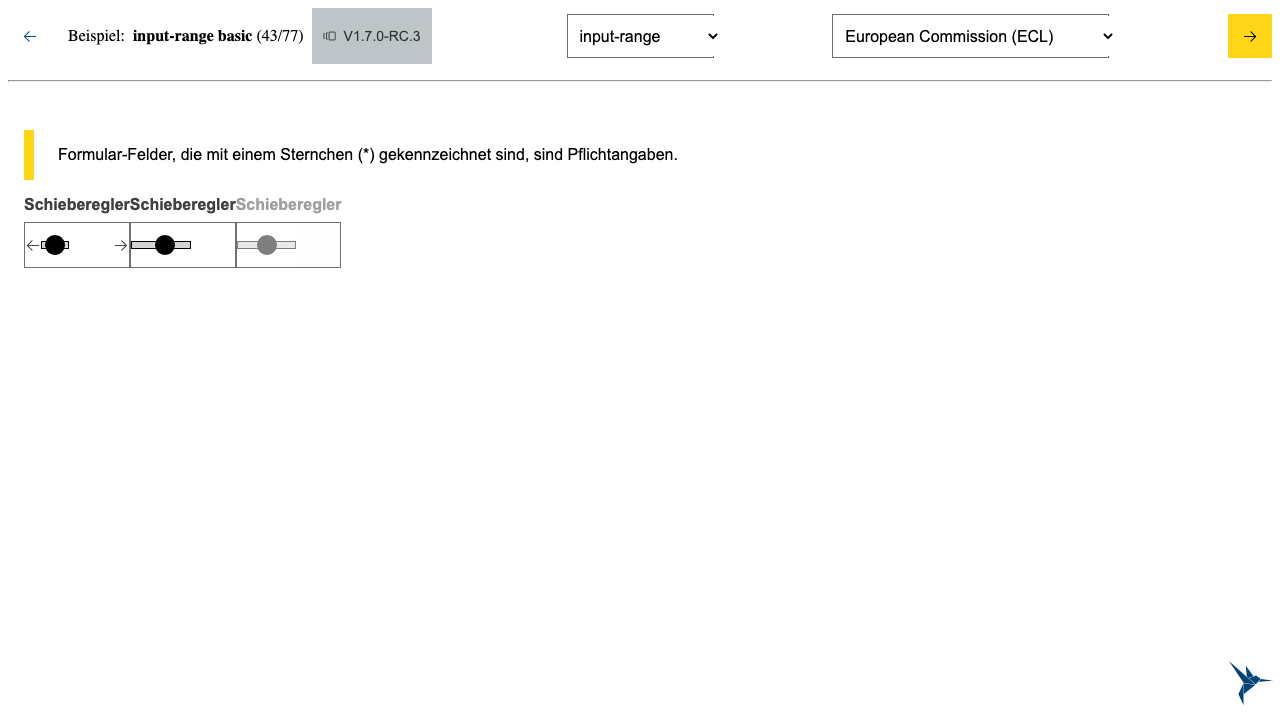 Beispiel: input-range basic (43/77) V1.7.0-RC.3 input-range European Commission (ECL)
Formular-Felder, die mit einem Sternchen (*) gekennzeichnet sind, sind Pflichtangaben.
Schieberegler Schieberegler Schieberegler